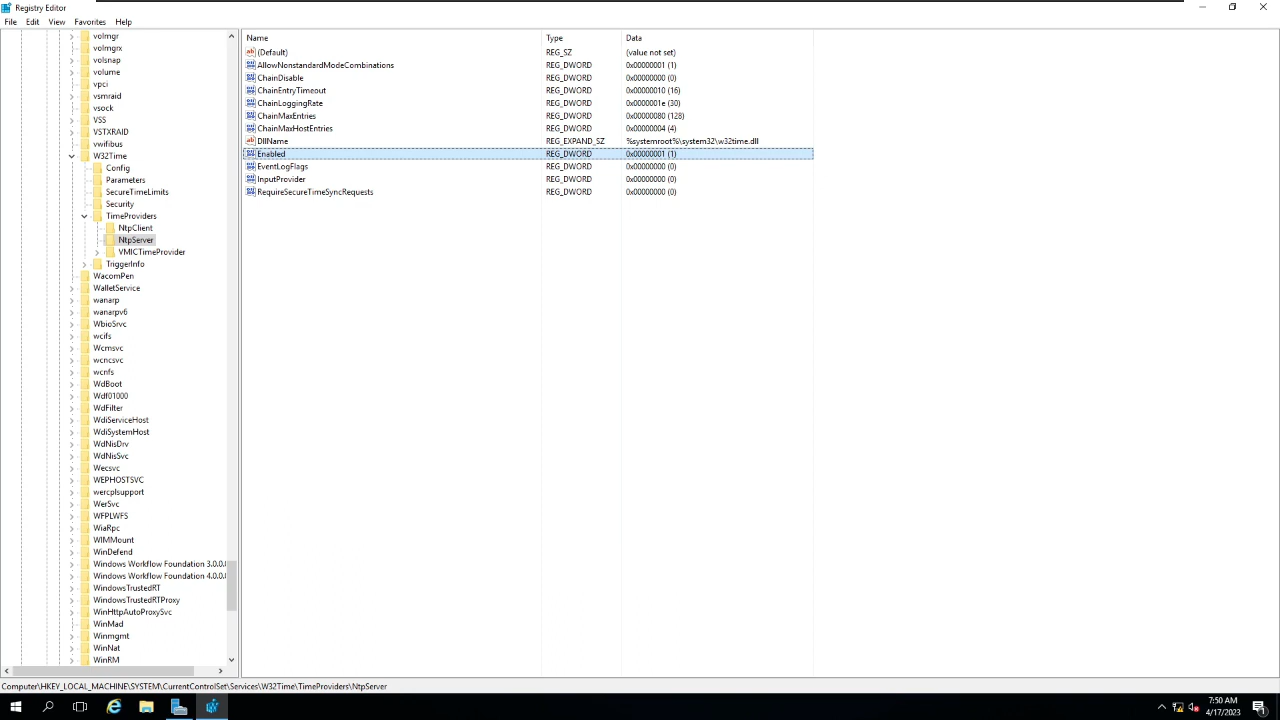 Registry Editor
File Edit View Favorites Help
volmgr
volmgrx
volsnap
volume
vpci
vsmraid
vsock
VSS
VSTXRAID
vwifibus
W32Time
Config
Parameters
SecureTimeLimits
Security
TimeProviders
NtpClient
NtpServer
VMICTimeProvider
TriggerInfo
WacomPen
WalletService
wanarp
wanarpv6
WbioSrvc
wcifs
Wcmsvc
wcncsvc
wcnfs
WdBoot
Wdf01000
WdFilter
WdiServiceHost
WdiSystemHost
WdNisDrv
WdNisSvc
Wecsvc
WEPHOSTSVC
wercplsupport
WerSvc
WFPLWFS
WiaRpc
WIMMount
WinDefend
Windows Workflow Foundation 3.0.0.0
Windows Workflow Foundation 4.0.0.0
WindowsTrustedRT
WindowsTrustedRTProxy
WinHttpAutoProxySvc
WinMad
Winmgmt
WinNat
WinRM
Name Type Data
(Default) REG_SZ (value not set)
AllowNonstandardModeCombinations REG_DWORD 0x00000001 (1)
ChainDisable REG_DWORD 0x00000000 (0)
ChainEntryTimeout REG_DWORD 0x00000010 (16)
ChainLoggingRate REG_DWORD 0x0000001e (30)
ChainMaxEntries REG_DWORD 0x00000080 (128)
ChainMaxHostEntries REG_DWORD 0x00000004 (4)
DllName REG_EXPAND_SZ %systemroot%\system32\w32time.dll
Enabled REG_DWORD 0x00000001 (1)
EventLogFlags REG_DWORD 0x00000000 (0)
InputProvider REG_DWORD 0x00000000 (0)
RequireSecureTimeSyncRequests REG_DWORD 0x00000000 (0)
Computer\HKEY_LOCAL_MACHINE\SYSTEM\CurrentControlSet\Services\W32Time\TimeProviders\NtpServer
7:50 AM
4/17/2023
1